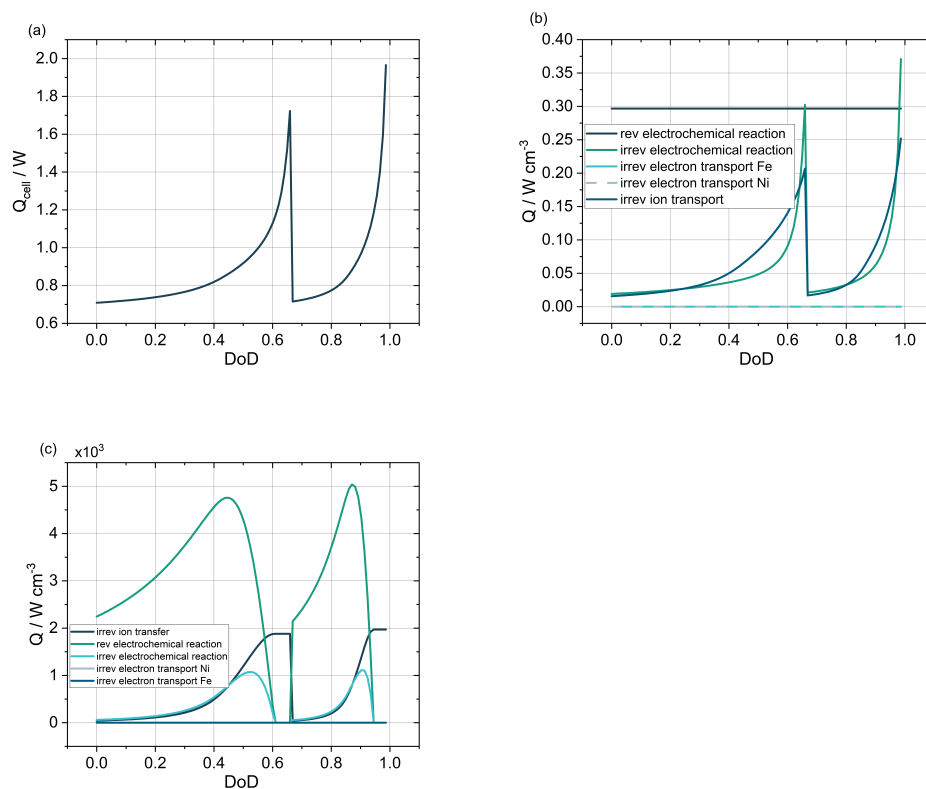 (a)
2.0
1.8
1.6
1.4
1.2
1.0
0.8
0.6
Q_cell / W
0.0 0.2 0.4 0.6 0.8 1.0
DoD
(b)
0.40
0.35
0.30
0.25
0.20
0.15
0.10
0.05
0.00
Q / W cm-3
rev electrochemical reaction
irrev electrochemical reaction
irrev electron transport Fe
irrev electron transport Ni
irrev ion transport
0.0 0.2 0.4 0.6 0.8 1.0
DoD
(c)
x10³
5
4
3
2
1
0
Q / W cm-3
irrev ion transfer
rev electrochemical reaction
irrev electrochemical reaction
irrev electron transport Ni
irrev electron transport Fe
0.0 0.2 0.4 0.6 0.8 1.0
DoD